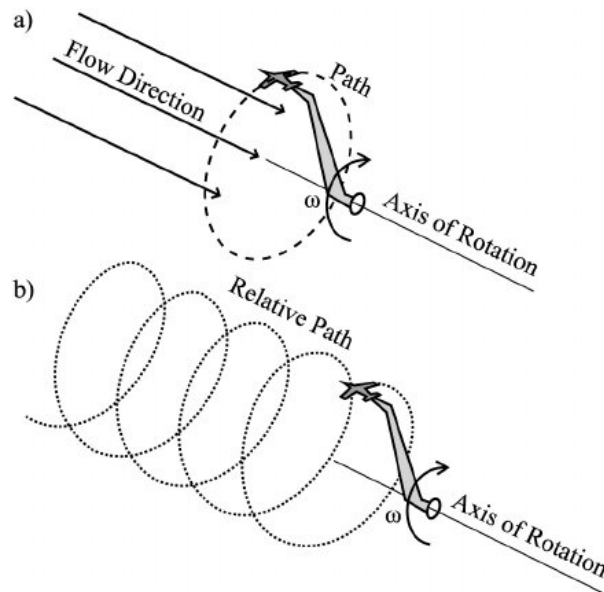 a)
Flow Direction
Path
ω
Axis of Rotation
b)
Relative Path
ω
Axis of Rotation